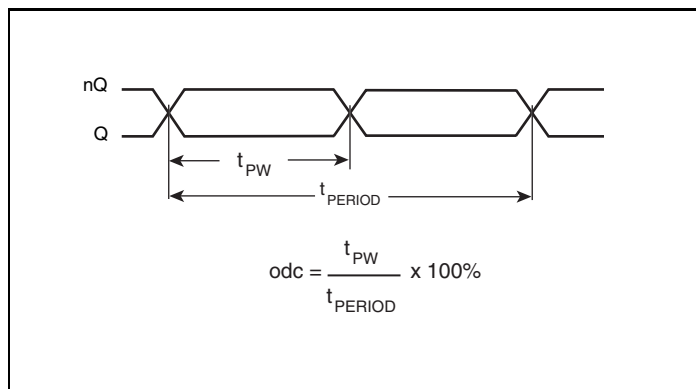 nQ
Q
tPW
tPERIOD
odc = tPW / tPERIOD x 100%